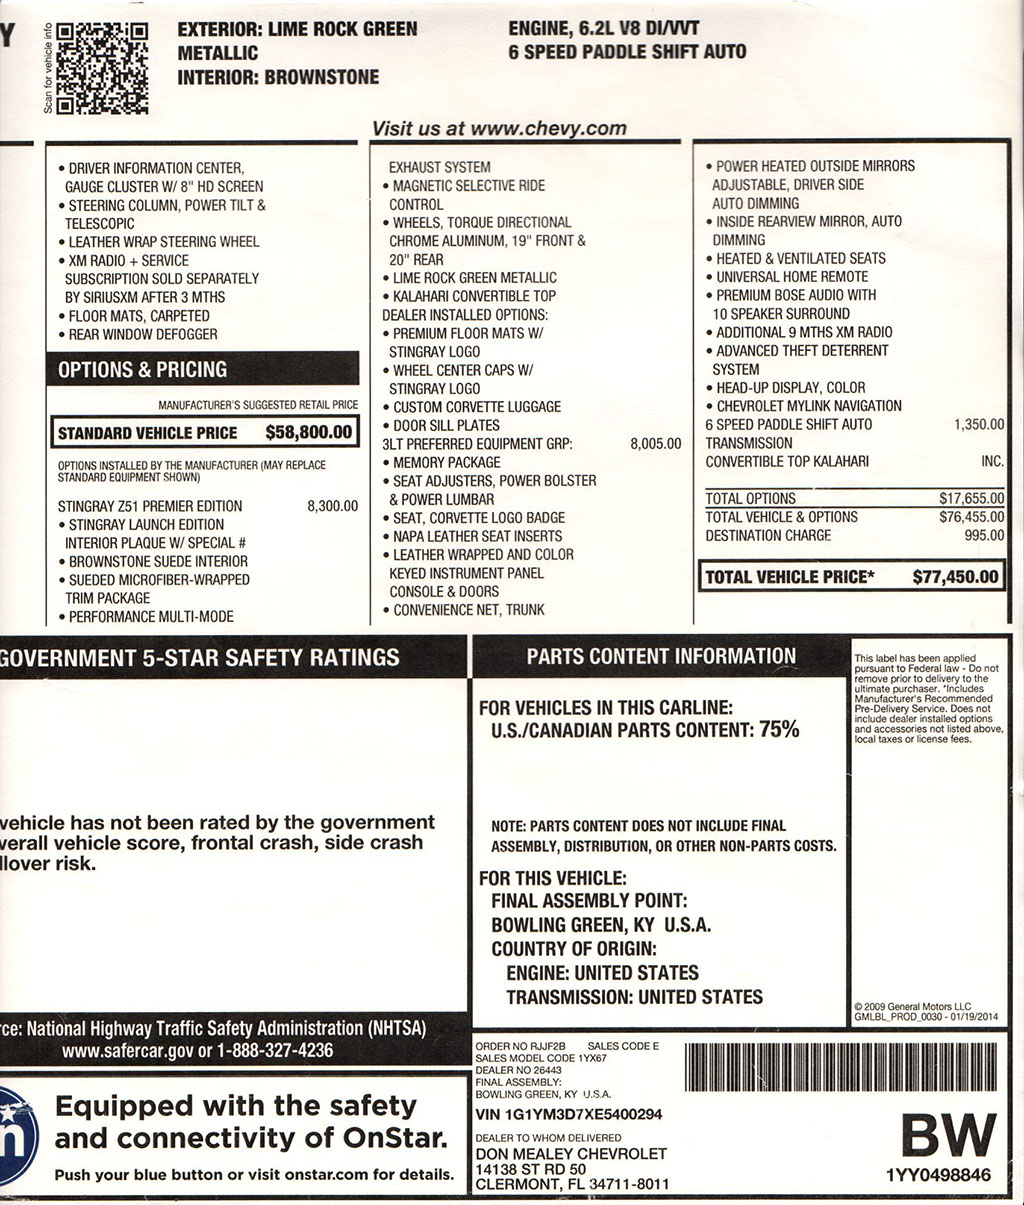 Y
Scan for vehicle info
EXTERIOR: LIME ROCK GREEN
METALLIC
INTERIOR: BROWNSTONE
ENGINE, 6.2L V8 DI/VVT
6 SPEED PADDLE SHIFT AUTO
Visit us at www.chevy.com
• DRIVER INFORMATION CENTER,
GAUGE CLUSTER W/ 8" HD SCREEN
• STEERING COLUMN, POWER TILT &
TELESCOPIC
• LEATHER WRAP STEERING WHEEL
• XM RADIO + SERVICE
SUBSCRIPTION SOLD SEPARATELY
BY SIRIUSXM AFTER 3 MTHS
• FLOOR MATS, CARPETED
• REAR WINDOW DEFOGGER
OPTIONS & PRICING
MANUFACTURER'S SUGGESTED RETAIL PRICE
STANDARD VEHICLE PRICE $58,800.00
OPTIONS INSTALLED BY THE MANUFACTURER (MAY REPLACE
STANDARD EQUIPMENT SHOWN)
STINGRAY Z51 PREMIER EDITION 8,300.00
• STINGRAY LAUNCH EDITION
INTERIOR PLAQUE W/ SPECIAL #
• BROWNSTONE SUEDE INTERIOR
• SUEDED MICROFIBER-WRAPPED
TRIM PACKAGE
• PERFORMANCE MULTI-MODE
EXHAUST SYSTEM
• MAGNETIC SELECTIVE RIDE
CONTROL
• WHEELS, TORQUE DIRECTIONAL
CHROME ALUMINUM, 19" FRONT &
20" REAR
• LIME ROCK GREEN METALLIC
• KALAHARI CONVERTIBLE TOP
DEALER INSTALLED OPTIONS:
• PREMIUM FLOOR MATS W/
STINGRAY LOGO
• WHEEL CENTER CAPS W/
STINGRAY LOGO
• CUSTOM CORVETTE LUGGAGE
• DOOR SILL PLATES
3LT PREFERRED EQUIPMENT GRP: 8,005.00
• MEMORY PACKAGE
• SEAT ADJUSTERS, POWER BOLSTER
& POWER LUMBAR
• SEAT, CORVETTE LOGO BADGE
• NAPA LEATHER SEAT INSERTS
• LEATHER WRAPPED AND COLOR
KEYED INSTRUMENT PANEL
CONSOLE & DOORS
• CONVENIENCE NET, TRUNK
• POWER HEATED OUTSIDE MIRRORS
ADJUSTABLE, DRIVER SIDE
AUTO DIMMING
• INSIDE REARVIEW MIRROR, AUTO
DIMMING
• HEATED & VENTILATED SEATS
• UNIVERSAL HOME REMOTE
• PREMIUM BOSE AUDIO WITH
10 SPEAKER SURROUND
• ADDITIONAL 9 MTHS XM RADIO
• ADVANCED THEFT DETERRENT
SYSTEM
• HEAD-UP DISPLAY, COLOR
• CHEVROLET MYLINK NAVIGATION
6 SPEED PADDLE SHIFT AUTO 1,350.00
TRANSMISSION
CONVERTIBLE TOP KALAHARI INC.
TOTAL OPTIONS $17,655.00
TOTAL VEHICLE & OPTIONS $76,455.00
DESTINATION CHARGE 995.00
TOTAL VEHICLE PRICE* $77,450.00
GOVERNMENT 5-STAR SAFETY RATINGS
vehicle has not been rated by the government
verall vehicle score, frontal crash, side crash
llover risk.
rce: National Highway Traffic Safety Administration (NHTSA)
www.safercar.gov or 1-888-327-4236
n
Equipped with the safety
and connectivity of OnStar.
Push your blue button or visit onstar.com for details.
PARTS CONTENT INFORMATION
FOR VEHICLES IN THIS CARLINE:
U.S./CANADIAN PARTS CONTENT: 75%
NOTE: PARTS CONTENT DOES NOT INCLUDE FINAL
ASSEMBLY, DISTRIBUTION, OR OTHER NON-PARTS COSTS.
FOR THIS VEHICLE:
FINAL ASSEMBLY POINT:
BOWLING GREEN, KY U.S.A.
COUNTRY OF ORIGIN:
ENGINE: UNITED STATES
TRANSMISSION: UNITED STATES
This label has been applied
pursuant to Federal law - Do not
remove prior to delivery to the
ultimate purchaser. *Includes
Manufacturer's Recommended
Pre-Delivery Service. Does not
include dealer installed options
and accessories not listed above,
local taxes or license fees.
© 2009 General Motors LLC
GMLBL_PROD_0030 - 01/19/2014
ORDER NO RJJF2B SALES CODE E
SALES MODEL CODE 1YX67
DEALER NO 26443
FINAL ASSEMBLY:
BOWLING GREEN, KY U.S.A.
VIN 1G1YM3D7XE5400294
DEALER TO WHOM DELIVERED
DON MEALEY CHEVROLET
14138 ST RD 50
CLERMONT, FL 34711-8011
BW
1YY0498846